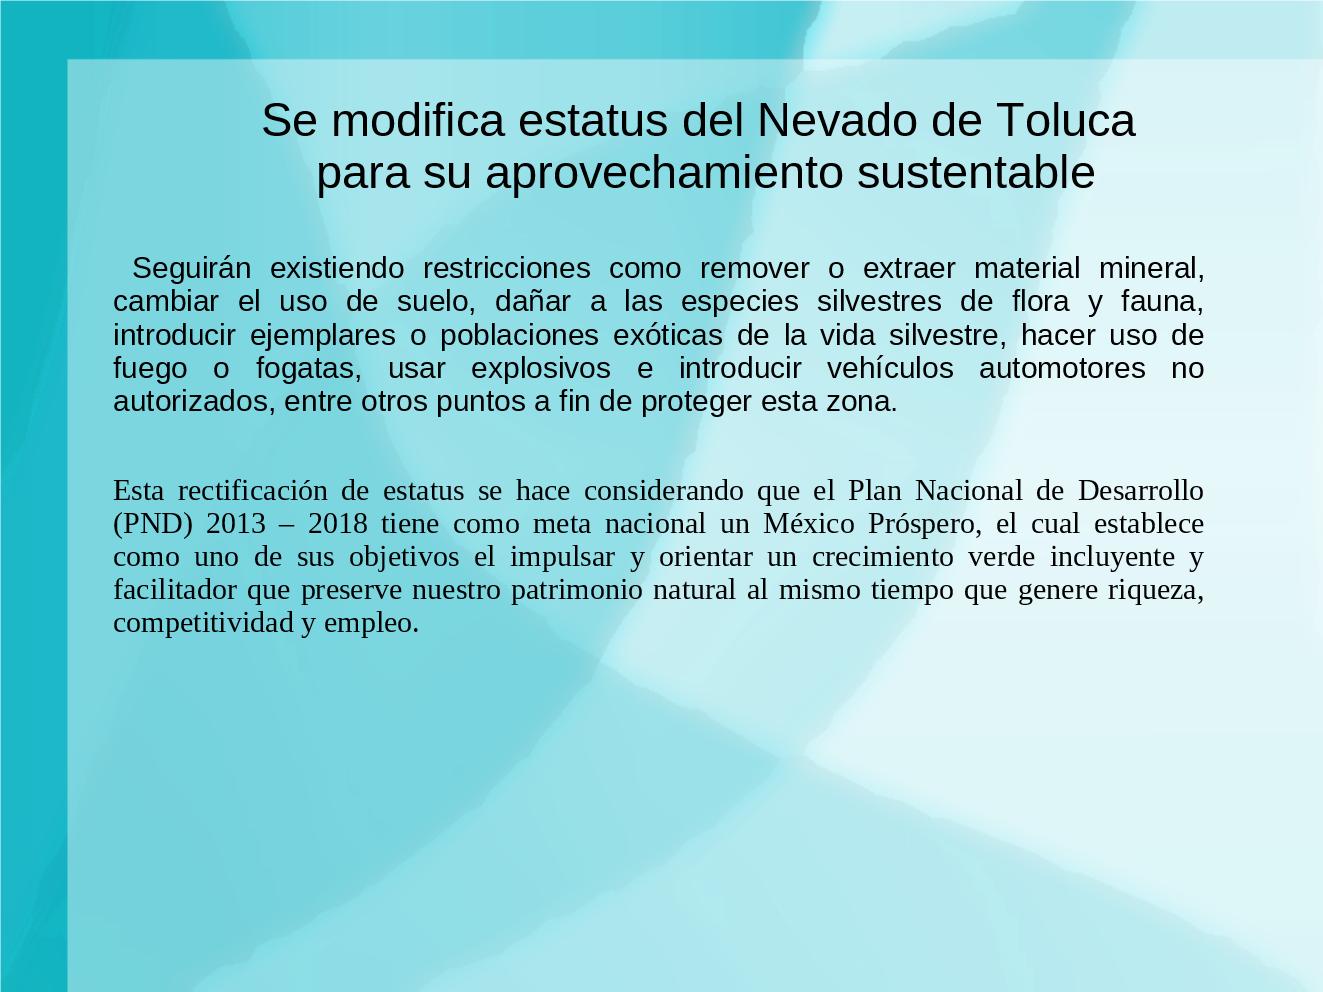 Se modifica estatus del Nevado de Toluca
para su aprovechamiento sustentable
Seguirán existiendo restricciones como remover o extraer material mineral,
cambiar el uso de suelo, dañar a las especies silvestres de flora y fauna,
introducir ejemplares o poblaciones exóticas de la vida silvestre, hacer uso de
fuego o fogatas, usar explosivos e introducir vehículos automotores no
autorizados, entre otros puntos a fin de proteger esta zona.
Esta rectificación de estatus se hace considerando que el Plan Nacional de Desarrollo
(PND) 2013 – 2018 tiene como meta nacional un México Próspero, el cual establece
como uno de sus objetivos el impulsar y orientar un crecimiento verde incluyente y
facilitador que preserve nuestro patrimonio natural al mismo tiempo que genere riqueza,
competitividad y empleo.